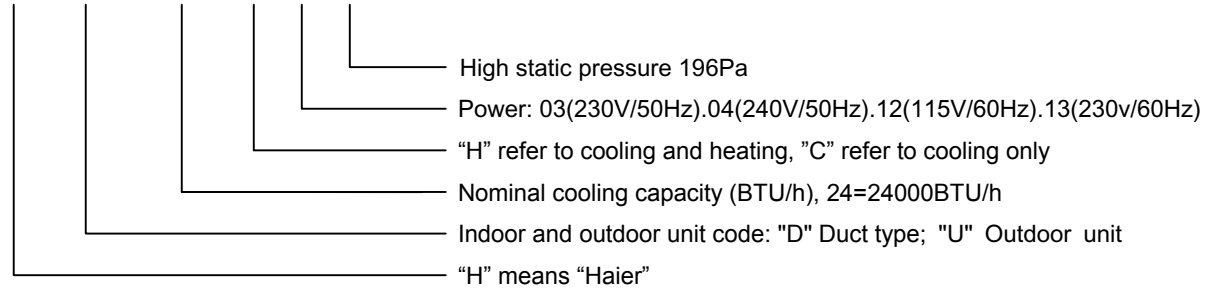 High static pressure 196Pa
Power: 03(230V/50Hz).04(240V/50Hz).12(115V/60Hz).13(230v/60Hz)
“H” refer to cooling and heating, ”C” refer to cooling only
Nominal cooling capacity (BTU/h), 24=24000BTU/h
Indoor and outdoor unit code: "D" Duct type; "U" Outdoor unit
“H” means “Haier”